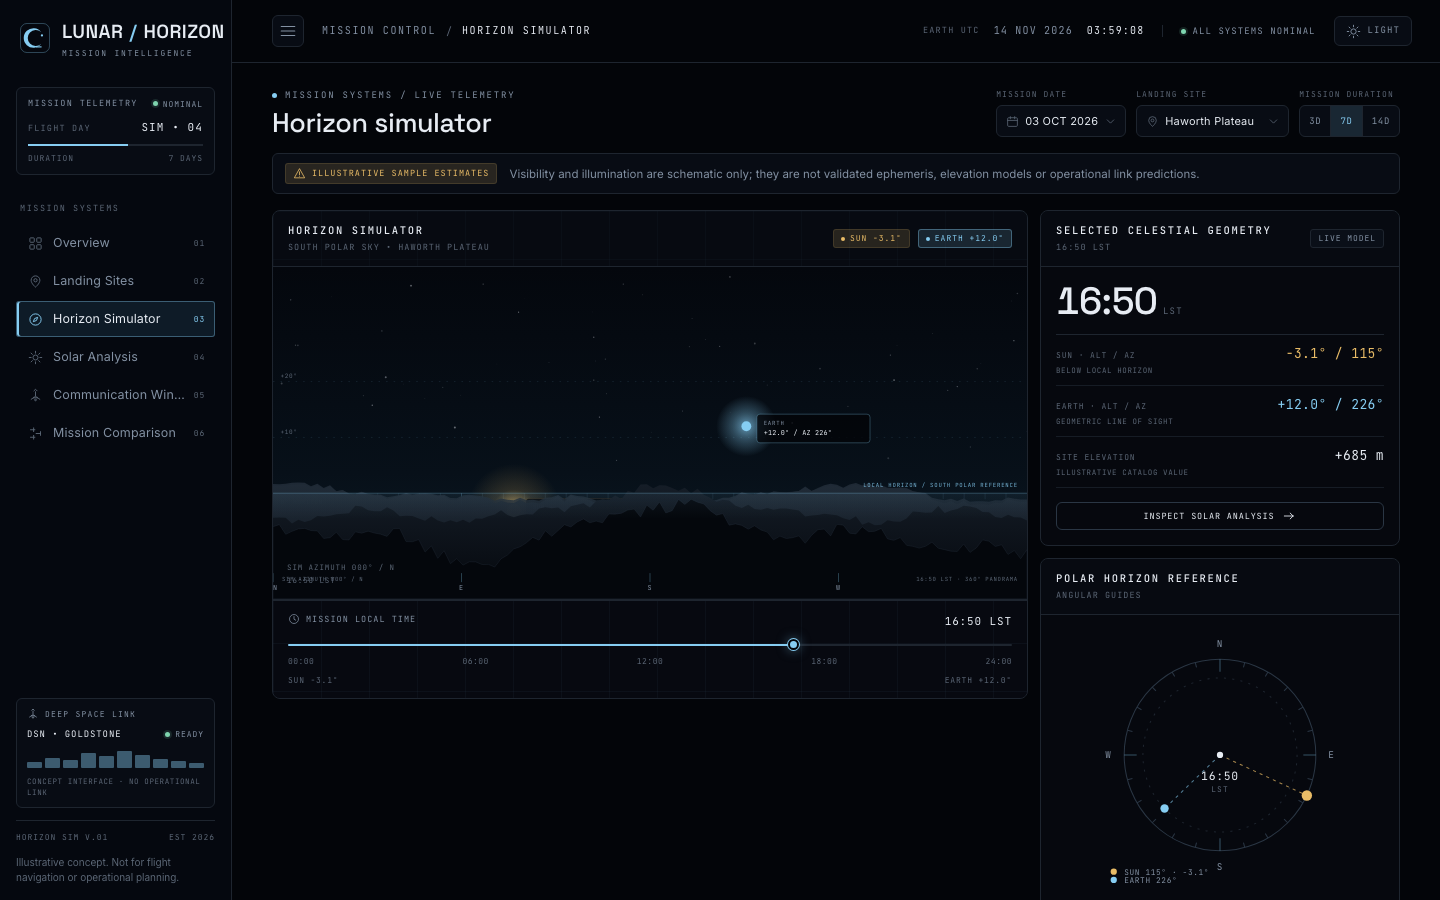 LUNAR / HORIZON
MISSION INTELLIGENCE
MISSION TELEMETRY
NOMINAL
FLIGHT DAY
SIM • 04
DURATION
7 DAYS
MISSION SYSTEMS
Overview 01
Landing Sites 02
Horizon Simulator 03
Solar Analysis 04
Communication Win... 05
Mission Comparison 06
DEEP SPACE LINK
DSN • GOLDSTONE
READY
CONCEPT INTERFACE · NO OPERATIONAL
LINK
HORIZON SIM V.01
EST 2026
Illustrative concept. Not for flight
navigation or operational planning.
MISSION CONTROL / HORIZON SIMULATOR
EARTH UTC 14 NOV 2026 03:59:08
ALL SYSTEMS NOMINAL
LIGHT
MISSION SYSTEMS / LIVE TELEMETRY
Horizon simulator
MISSION DATE
03 OCT 2026
LANDING SITE
Haworth Plateau
MISSION DURATION
3D 7D 14D
ILLUSTRATIVE SAMPLE ESTIMATES
Visibility and illumination are schematic only; they are not validated ephemeris, elevation models or operational link predictions.
HORIZON SIMULATOR
SOUTH POLAR SKY • HAWORTH PLATEAU
SUN -3.1°
EARTH +12.0°
+20°
+10°
EARTH
+12.0° / AZ 226°
LOCAL HORIZON / SOUTH POLAR REFERENCE
SIM AZIMUTH 000° / N
16:50 LST
SIM AZIMUTH 000° / N
16:50 LST · 360° PANORAMA
N E S W
MISSION LOCAL TIME
16:50 LST
00:00 06:00 12:00 18:00 24:00
SUN -3.1°
EARTH +12.0°
SELECTED CELESTIAL GEOMETRY
16:50 LST
LIVE MODEL
16:50 LST
SUN · ALT / AZ
-3.1° / 115°
BELOW LOCAL HORIZON
EARTH · ALT / AZ
+12.0° / 226°
GEOMETRIC LINE OF SIGHT
SITE ELEVATION
+685 m
ILLUSTRATIVE CATALOG VALUE
INSPECT SOLAR ANALYSIS →
POLAR HORIZON REFERENCE
ANGULAR GUIDES
N
W
E
16:50
LST
S
SUN 115° · -3.1°
EARTH 226°